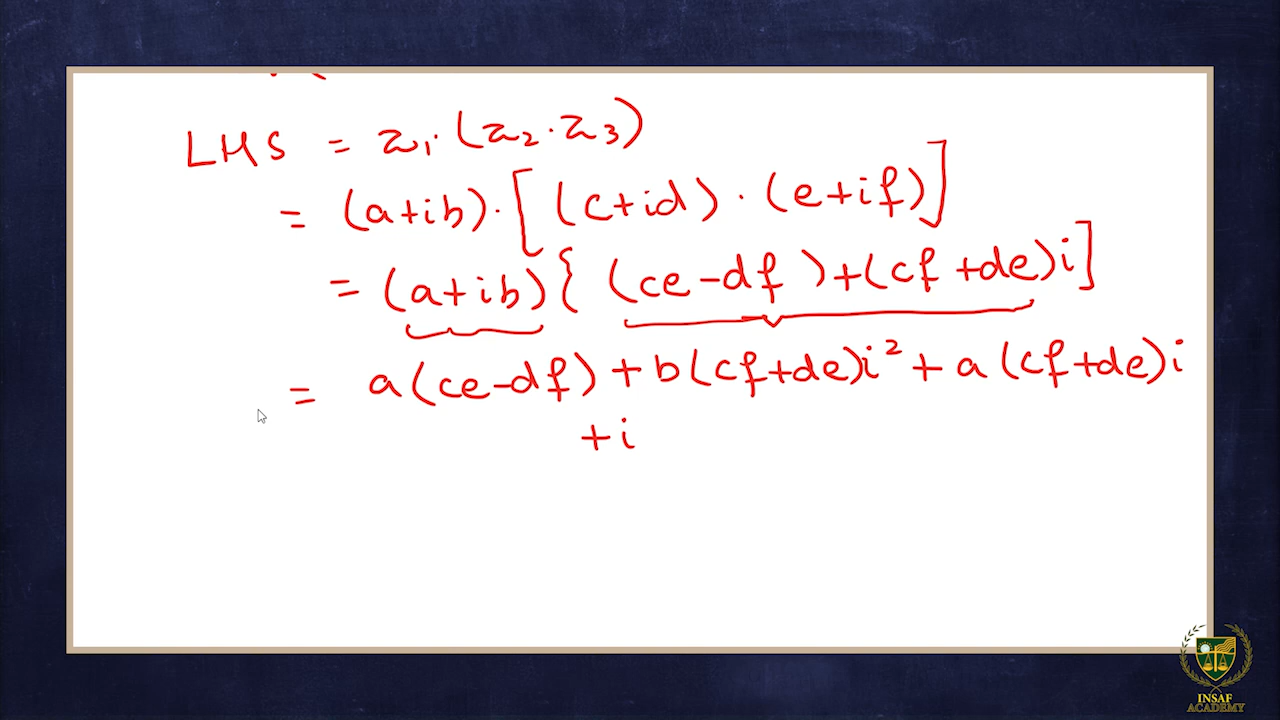 LHS = z₁.(z₂.z₃)
= (a+ib).[(c+id).(e+if)]
= (a+ib){(ce-df)+(cf+de)i]
= a(ce-df)+b(cf+de)i²+a(cf+de)i
+i
INSAF
ACADEMY